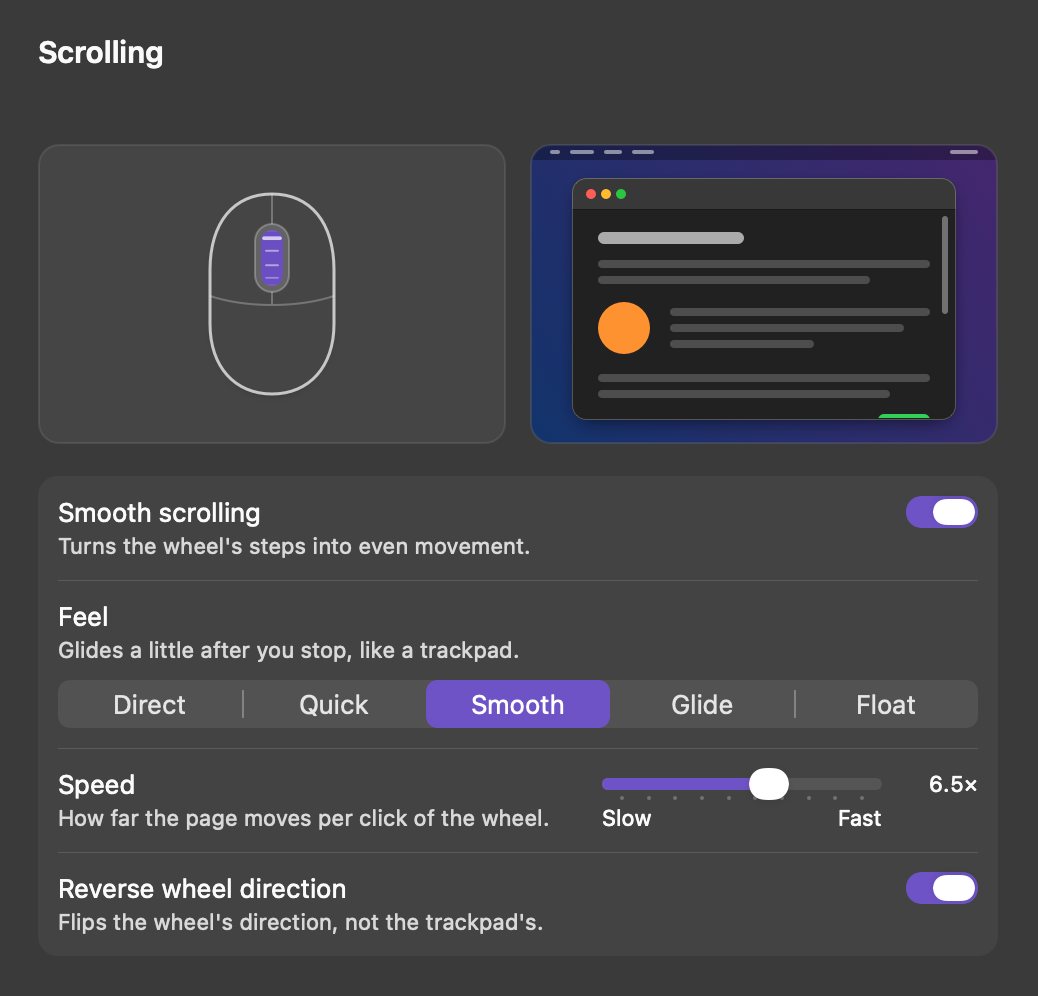 Scrolling
Smooth scrolling
Turns the wheel's steps into even movement.
Feel
Glides a little after you stop, like a trackpad.
Direct
Quick
Smooth
Glide
Float
Speed
6.5×
How far the page moves per click of the wheel.
Slow
Fast
Reverse wheel direction
Flips the wheel's direction, not the trackpad's.